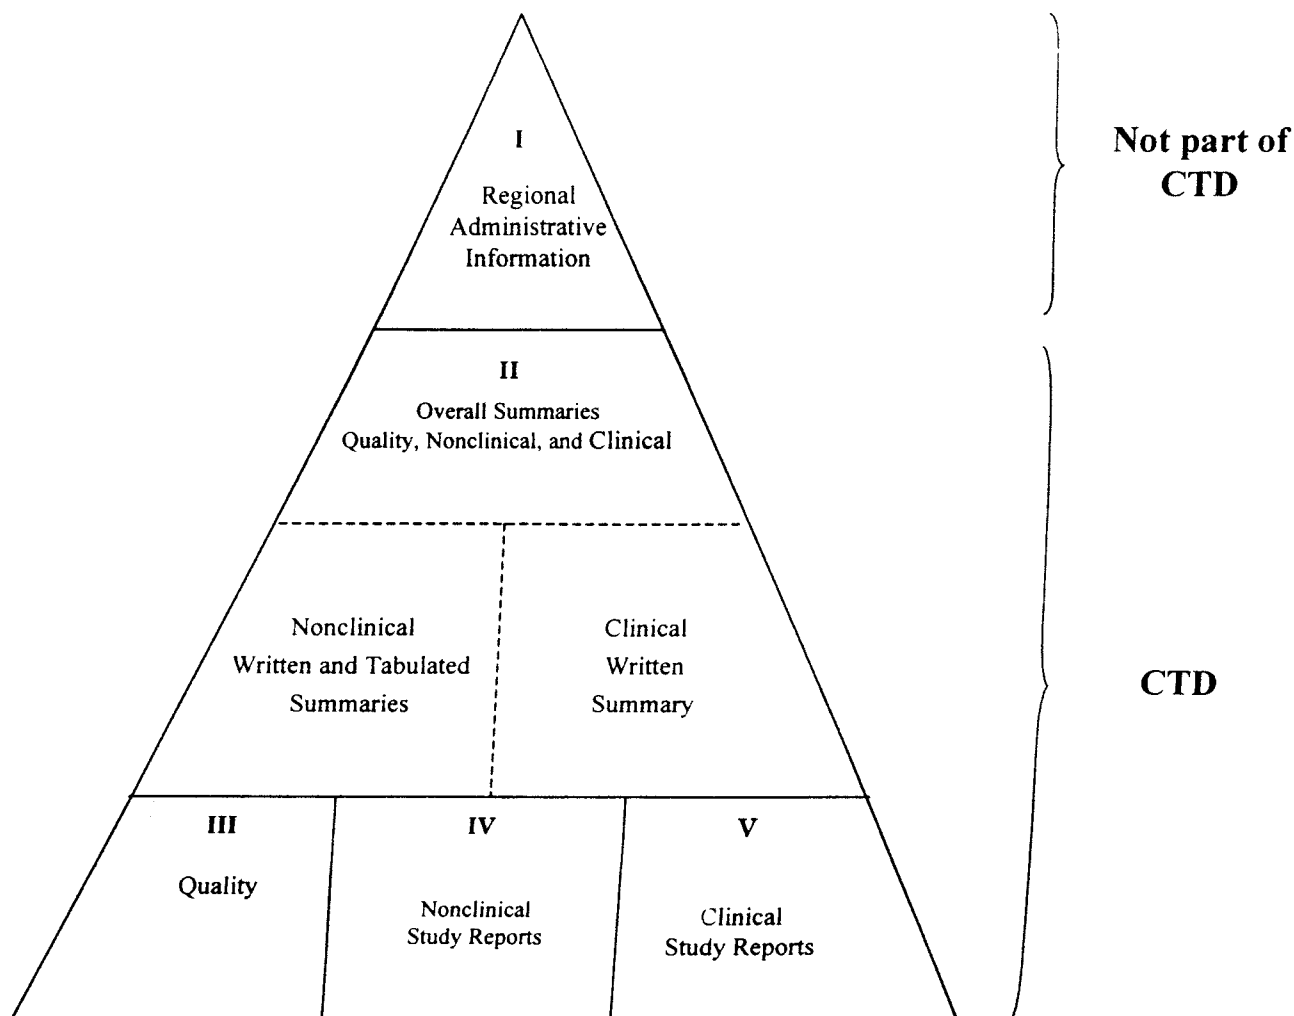 I
Regional
Administrative
Information
Not part of
CTD
II
Overall Summaries
Quality, Nonclinical, and Clinical
Nonclinical
Written and Tabulated
Summaries
Clinical
Written
Summary
CTD
III
Quality
IV
Nonclinical
Study Reports
V
Clinical
Study Reports